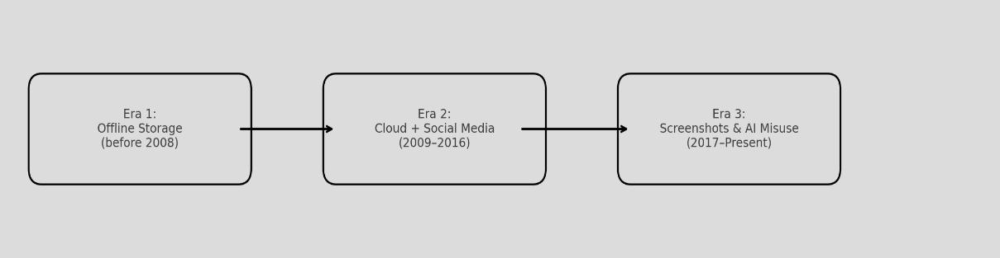 Era 1:
Offline Storage
(before 2008)
Era 2:
Cloud + Social Media
(2009–2016)
Era 3:
Screenshots & AI Misuse
(2017–Present)